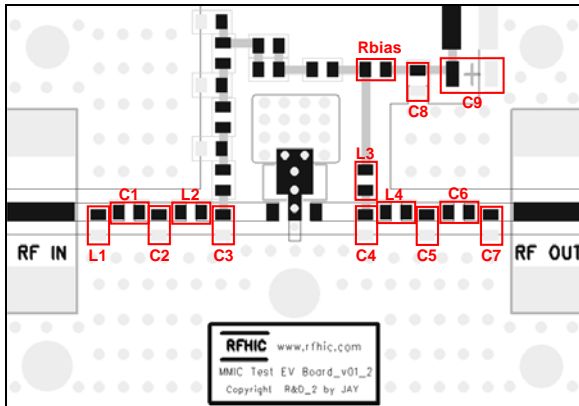 Rbias
C8
C9
L3
C1
L2
L4
C6
RF IN
L1
C2
C3
C4
C5
C7
RF OUT
RFHIC www.rfhic.com
MMIC Test EV Board_v01_2
Copyright R&D_2 by JAY